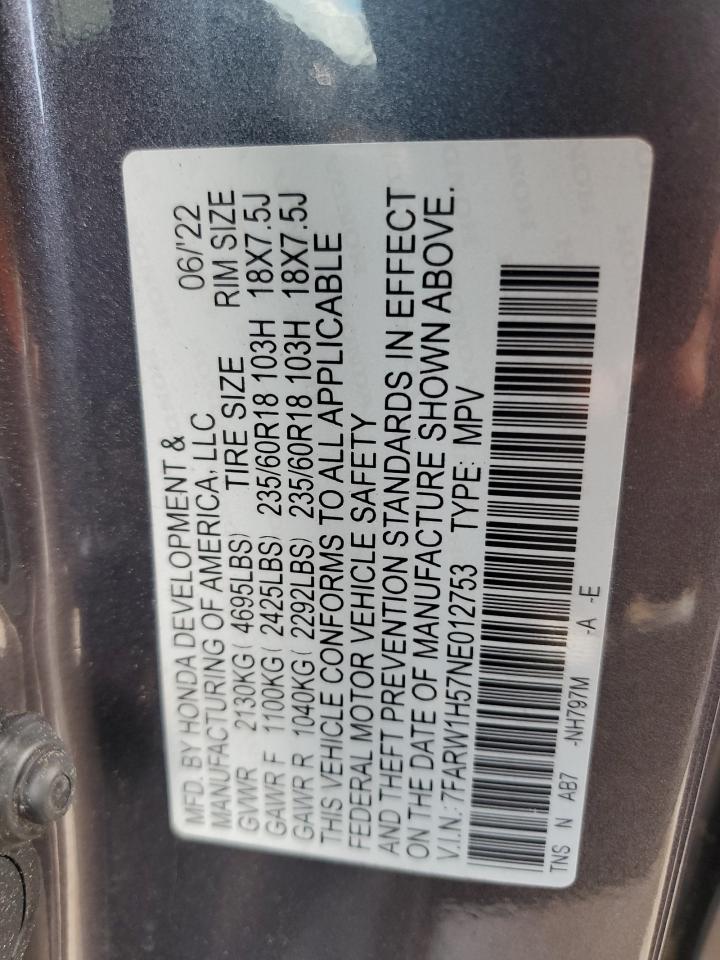 MFD. BY HONDA DEVELOPMENT & 06/'22
MANUFACTURING OF AMERICA, LLC
GVWR 2130KG( 4695LBS) TIRE SIZE RIM SIZE
GAWR F 1100KG( 2425LBS) 235/60R18 103H 18X7.5J
GAWR R 1040KG( 2292LBS) 235/60R18 103H 18X7.5J
THIS VEHICLE CONFORMS TO ALL APPLICABLE
FEDERAL MOTOR VEHICLE SAFETY
AND THEFT PREVENTION STANDARDS IN EFFECT
ON THE DATE OF MANUFACTURE SHOWN ABOVE.
V.I.N.: 7FARW1H57NE012753 TYPE: MPV
TNS N AB7 -NH797M -A -E